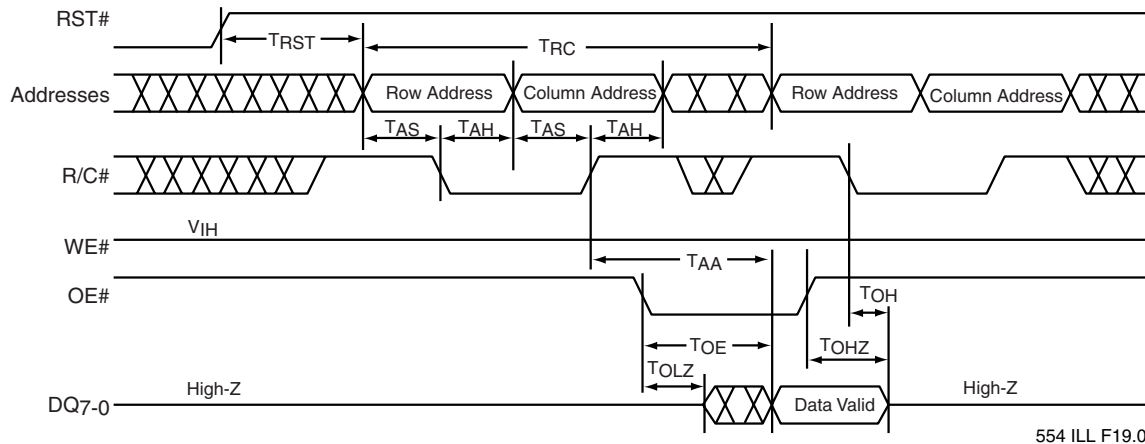 RST#
TRST
TRC
Addresses
Row Address
Column Address
Row Address
Column Address
TAS
TAH
TAS
TAH
R/C#
VIH
WE#
TAA
OE#
TOH
TOE
TOHZ
TOLZ
High-Z
High-Z
DQ7-0
Data Valid
554 ILL F19.0